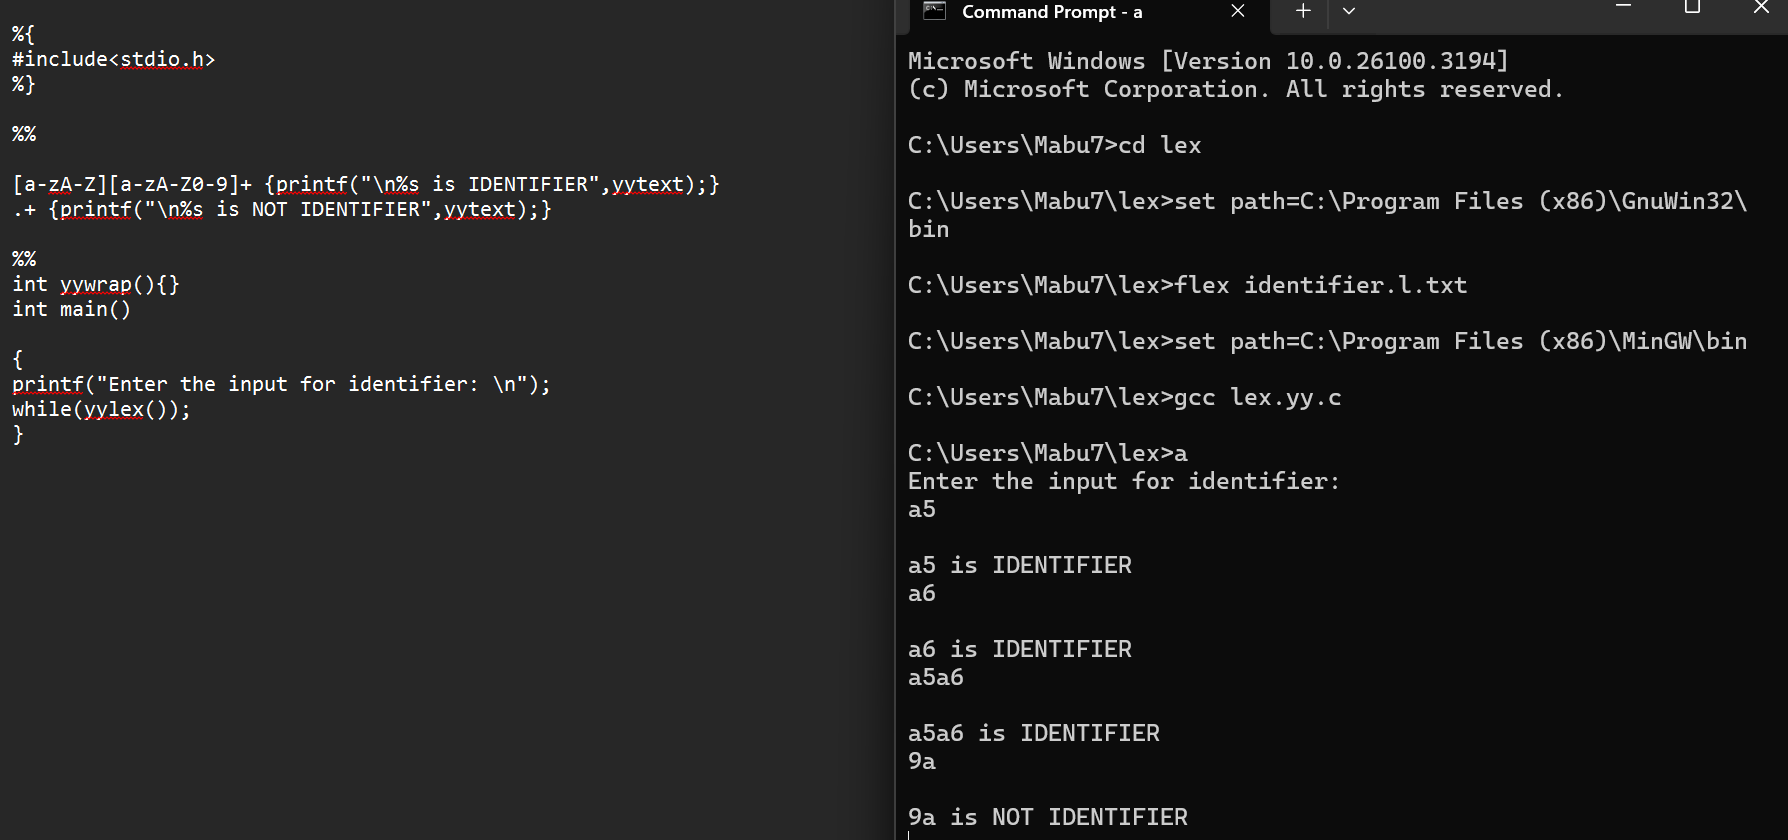 %{
#include<stdio.h>
%}
%%
[a-zA-Z][a-zA-Z0-9]+ {printf("\n%s is IDENTIFIER",yytext);}
.+ {printf("\n%s is NOT IDENTIFIER",yytext);}
%%
int yywrap(){}
int main()
{
printf("Enter the input for identifier: \n");
while(yylex());
}
Command Prompt - a
Microsoft Windows [Version 10.0.26100.3194]
(c) Microsoft Corporation. All rights reserved.
C:\Users\Mabu7>cd lex
C:\Users\Mabu7\lex>set path=C:\Program Files (x86)\GnuWin32\
bin
C:\Users\Mabu7\lex>flex identifier.l.txt
C:\Users\Mabu7\lex>set path=C:\Program Files (x86)\MinGW\bin
C:\Users\Mabu7\lex>gcc lex.yy.c
C:\Users\Mabu7\lex>a
Enter the input for identifier:
a5
a5 is IDENTIFIER
a6
a6 is IDENTIFIER
a5a6
a5a6 is IDENTIFIER
9a
9a is NOT IDENTIFIER